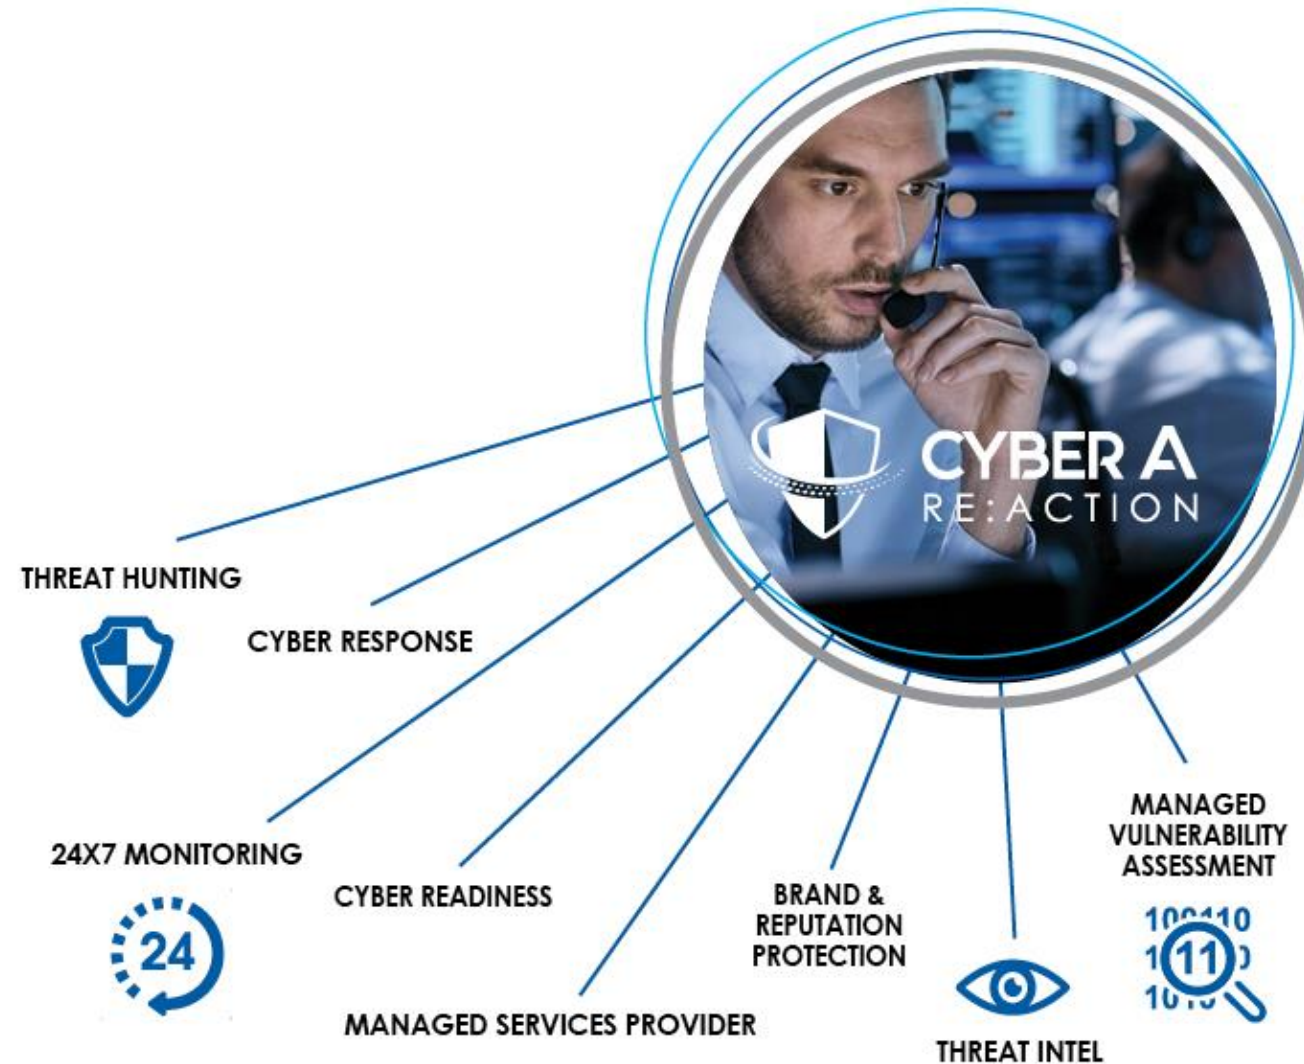 CYBER A
RE:ACTION
THREAT HUNTING
CYBER RESPONSE
24X7 MONITORING
24
CYBER READINESS
MANAGED SERVICES PROVIDER
BRAND &
REPUTATION
PROTECTION
THREAT INTEL
MANAGED
VULNERABILITY
ASSESSMENT
11